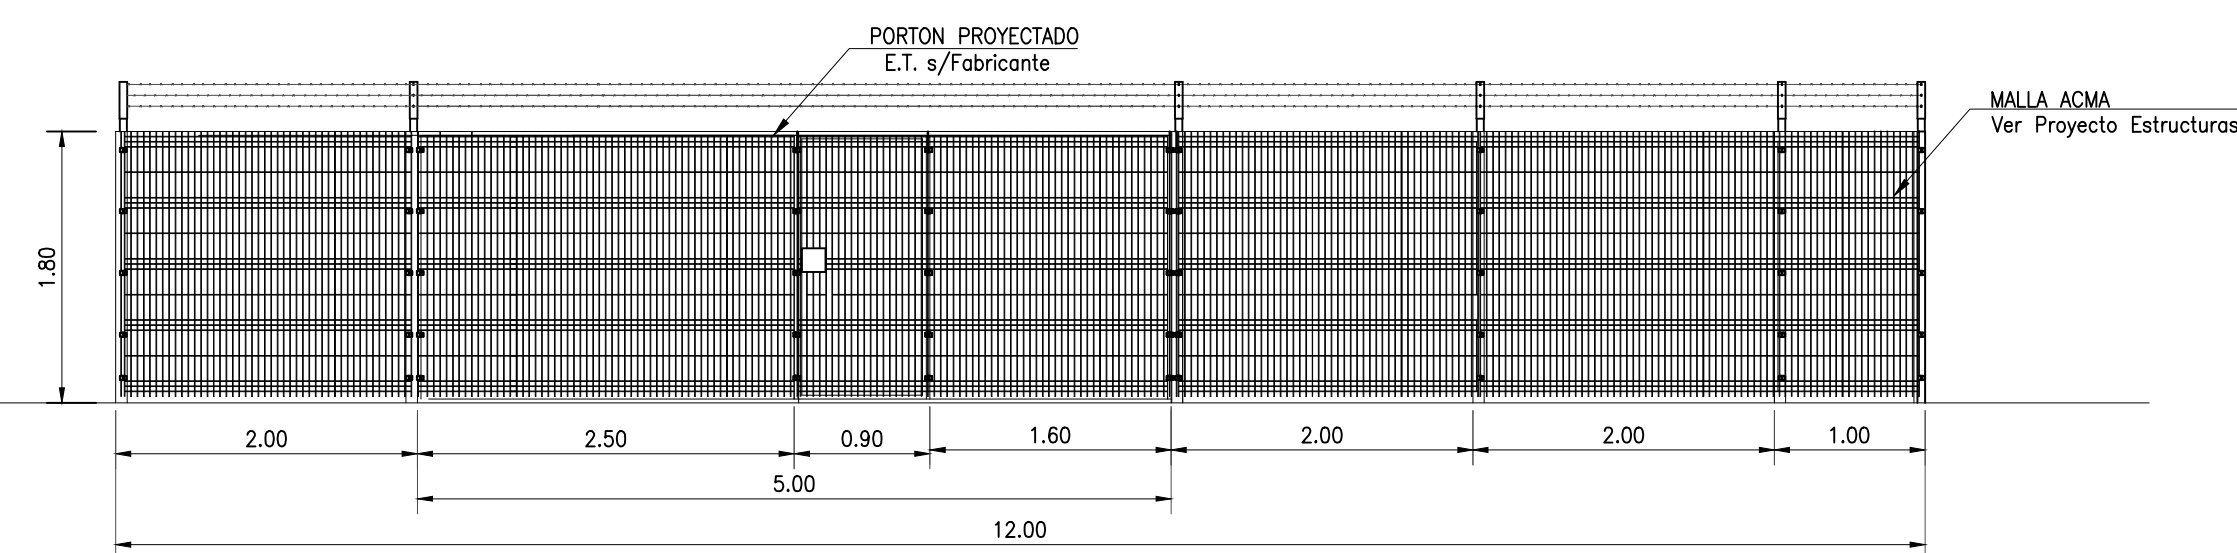 PORTON PROYECTADO
E.T. s/Fabricante
MALLA ACMA
Ver Proyecto Estructuras
1.80
2.00
2.50
0.90
1.60
2.00
2.00
1.00
5.00
12.00